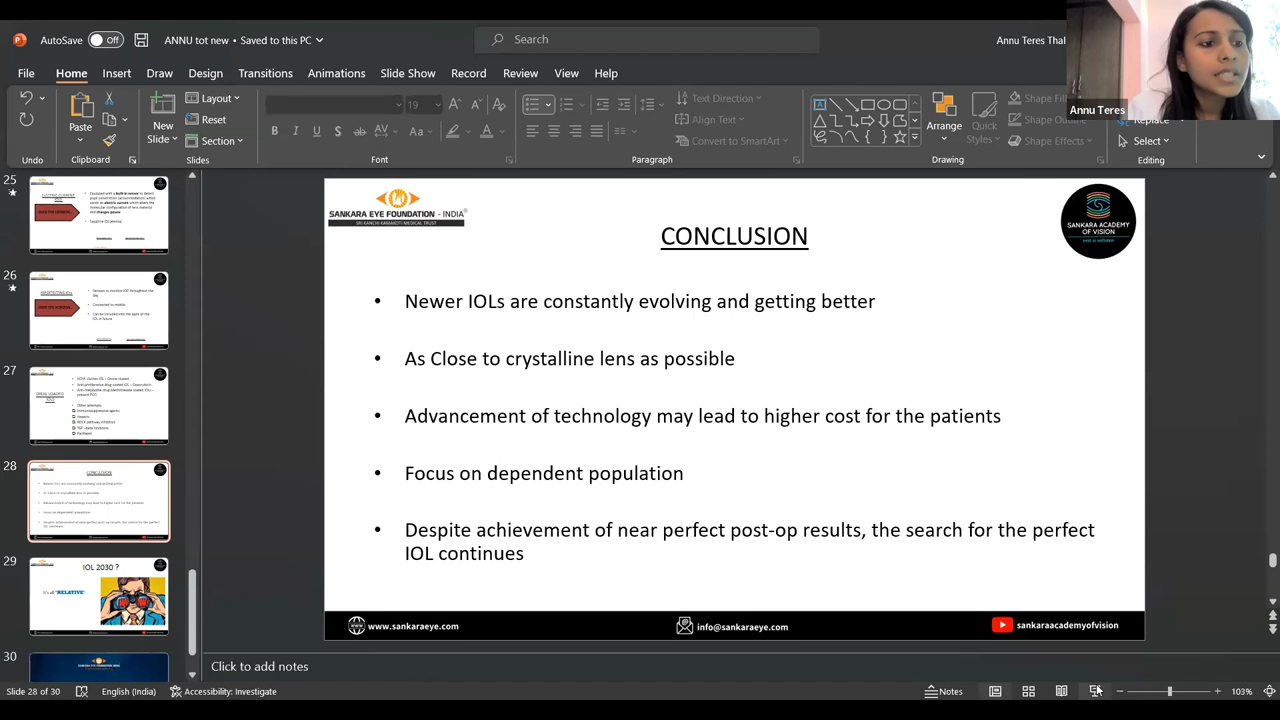 AutoSave Off ANNU tot new • Saved to this PC Search Annu Teres Thal
File Home Insert Draw Design Transitions Animations Slide Show Record Review View Help
Annu Teres
Undo
Paste
Clipboard
New Slide
Layout
Reset
Section
Slides
19
Font
Text Direction
Align Text
Convert to SmartArt
Paragraph
Arrange
Quick Styles
Shape Fill
Shape Outline
Shape Effects
Drawing
Replace
Select
Editing
25
26
27
28
CONCLUSION
29
IOL 2030 ?
It's all "RELATIVE"
30
SANKARA EYE FOUNDATION - INDIA®
SRI KANCHI KAMAKOTI MEDICAL TRUST
SANKARA ACADEMY
OF VISION
CONCLUSION
• Newer IOLs are constantly evolving and getting better
• As Close to crystalline lens as possible
• Advancement of technology may lead to higher cost for the patients
• Focus on dependent population
• Despite achievement of near perfect post-op results, the search for the perfect
IOL continues
www.sankaraeye.com info@sankaraeye.com sankaraacademyofvision
Click to add notes
Slide 28 of 30 English (India) Accessibility: Investigate Notes 103%